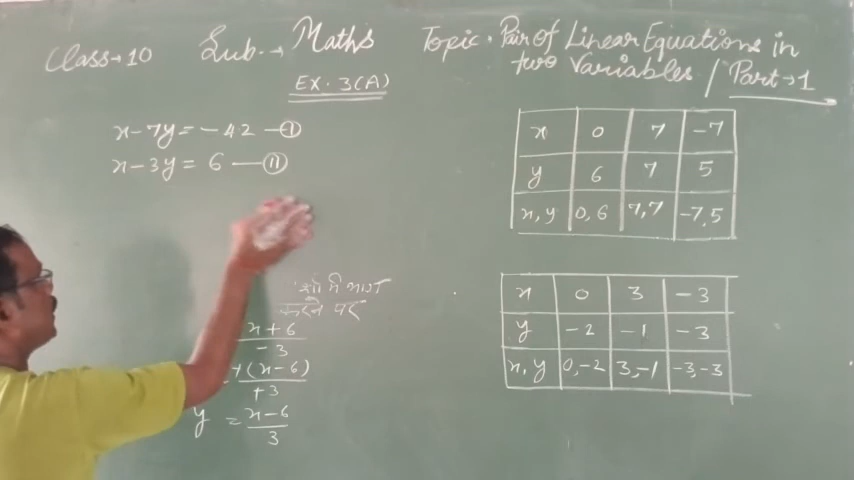 Class→10 Sub.→ Maths Topic. Pair of Linear Equations in
two Variables / Part→1
Ex. 3(A)
x-7y=-42 —(I)
x-3y= 6 —(II)
x 0 7 -7
y 6 7 5
x,y 0,6 7,7 -7,5
x 0 3 -3
y -2 -1 -3
x,y 0,-2 3,-1 -3,-3
में भाग
पर
x+6
-3
+(x-6)
+3
y = x-6
3